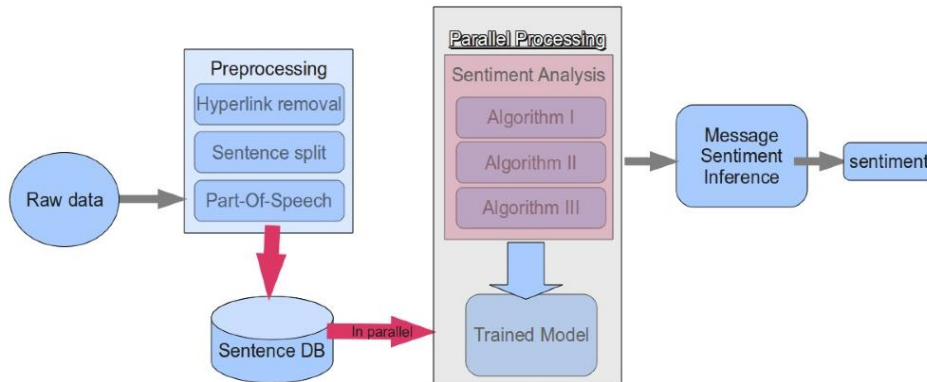 Raw data
Preprocessing
Hyperlink removal
Sentence split
Part-Of-Speech
Sentence DB
In parallel
Parallel Processing
Sentiment Analysis
Algorithm I
Algorithm II
Algorithm III
Trained Model
Message
Sentiment
Inference
sentiment